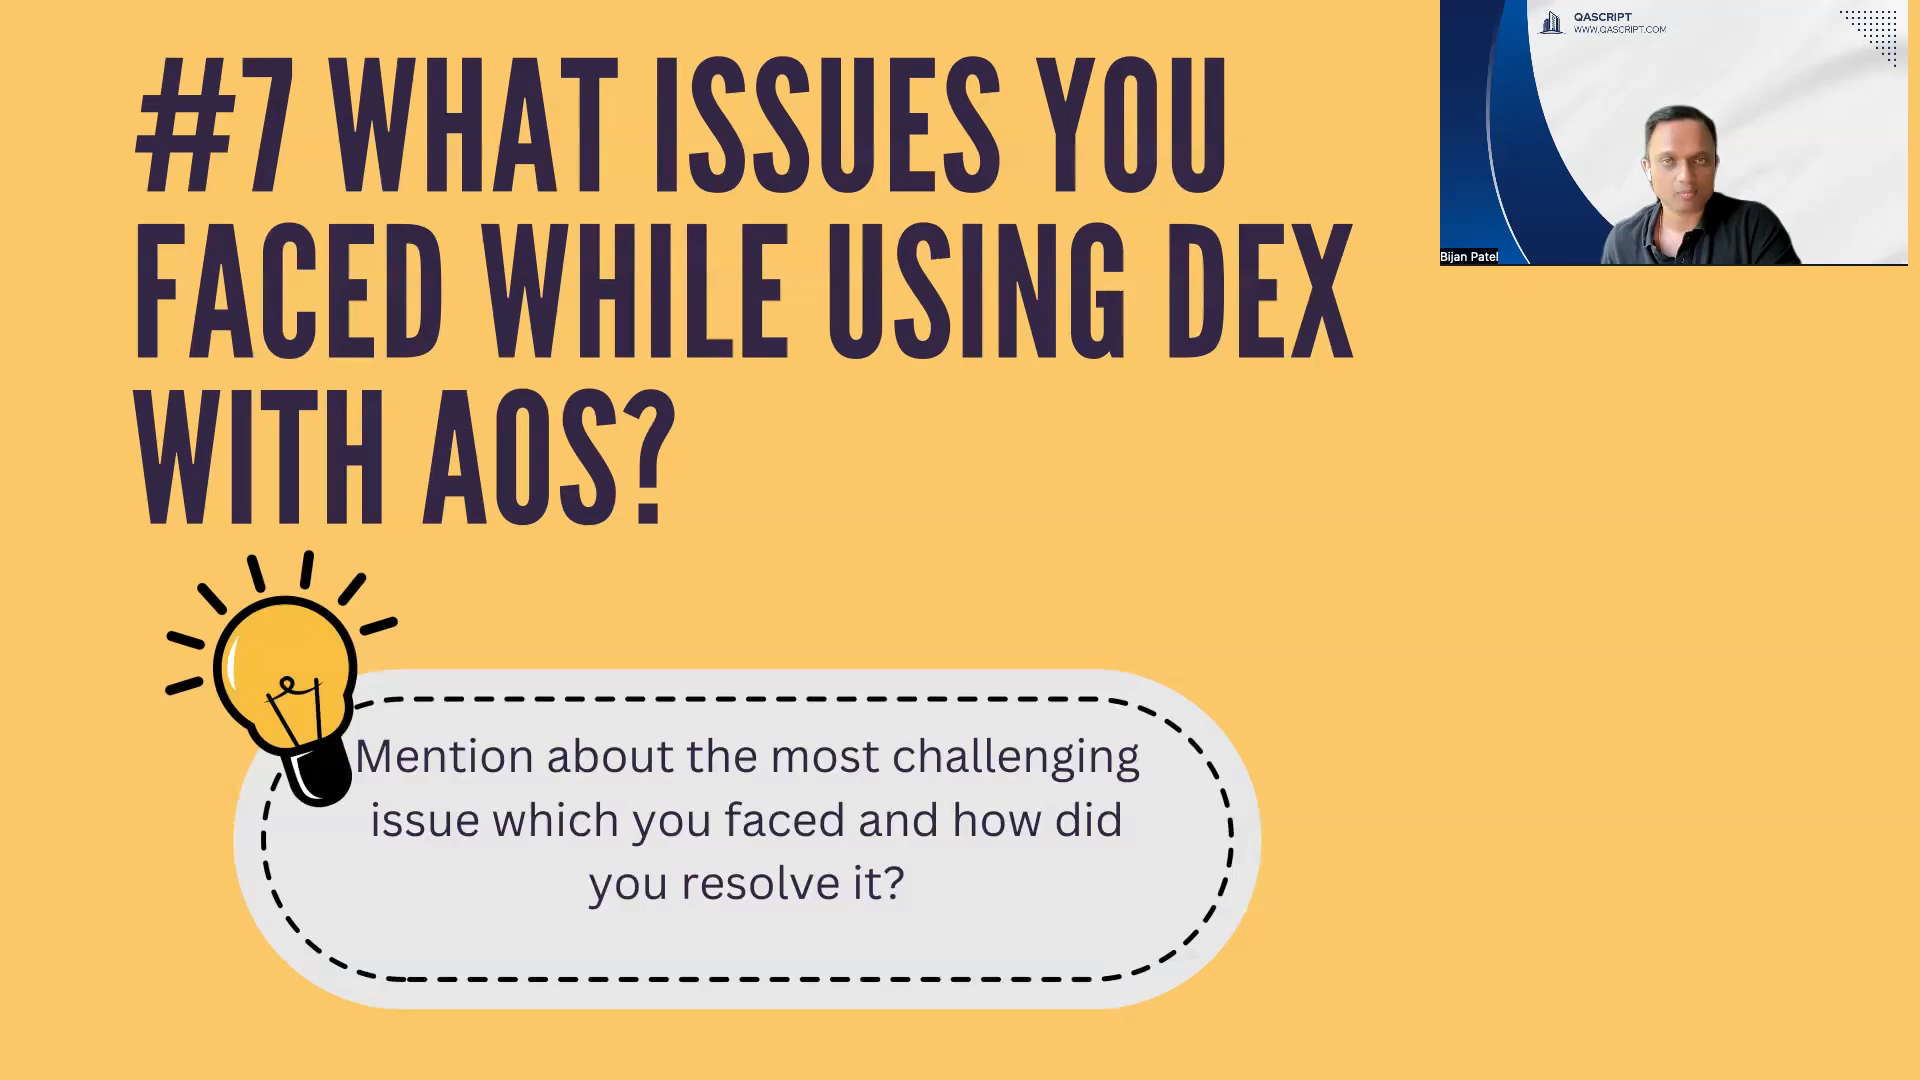 #7 WHAT ISSUES YOU
FACED WHILE USING DEX
WITH AOS?
Mention about the most challenging
issue which you faced and how did
you resolve it?
QASCRIPT
WWW.QASCRIPT.COM
Bijan Patel